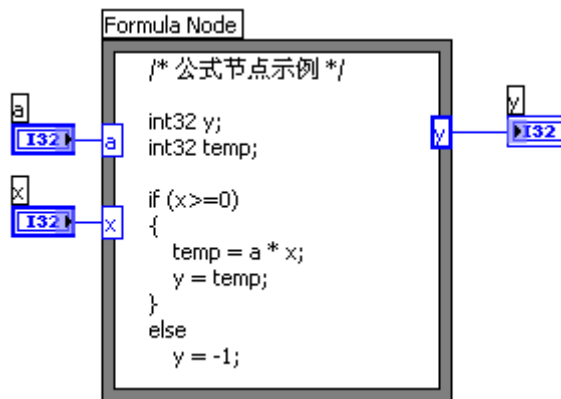 Formula Node
/* 公式节点示例 */
a
I32
a
int32 y;
int32 temp;
y
y
I32
x
I32
x
if (x>=0)
{
temp = a * x;
y = temp;
}
else
y = -1;